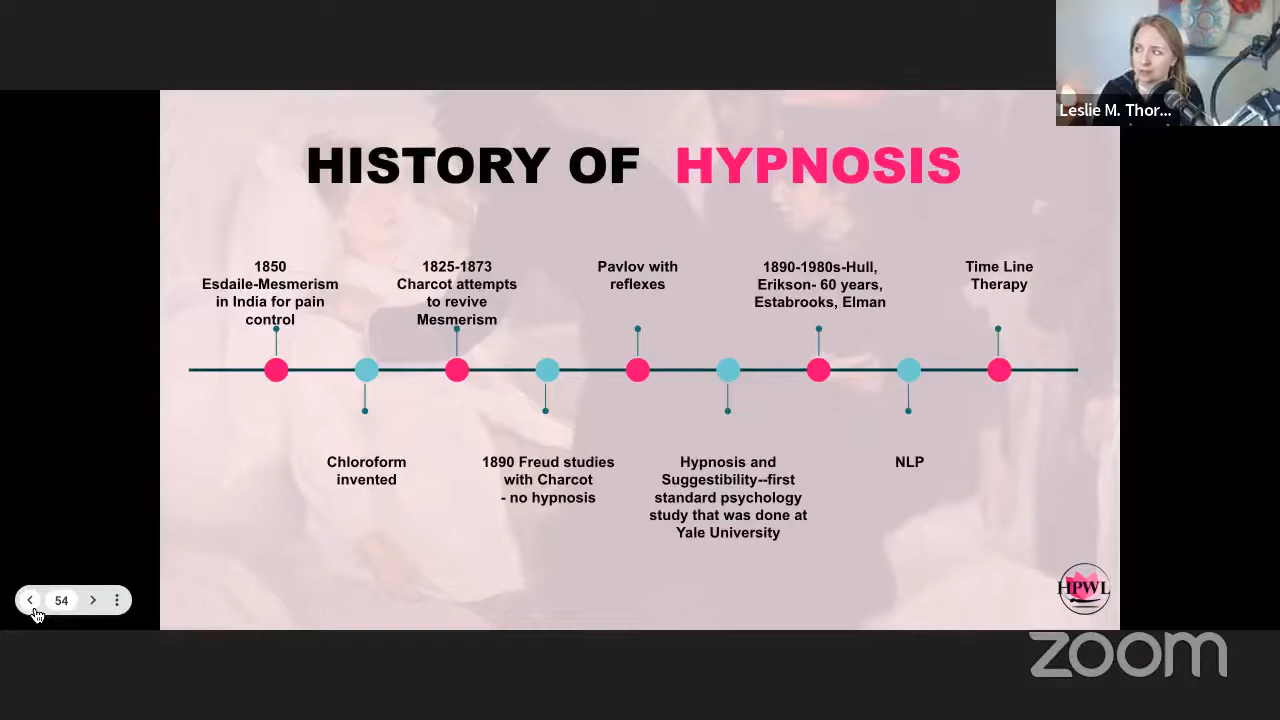 Leslie M. Thor...
HISTORY OF HYPNOSIS
1850
Esdaile-Mesmerism
in India for pain
control
1825-1873
Charcot attempts
to revive
Mesmerism
Pavlov with
reflexes
1890-1980s-Hull,
Erikson- 60 years,
Estabrooks, Elman
Time Line
Therapy
Chloroform
invented
1890 Freud studies
with Charcot
- no hypnosis
Hypnosis and
Suggestibility--first
standard psychology
study that was done at
Yale University
NLP
54
HPWL
zoom